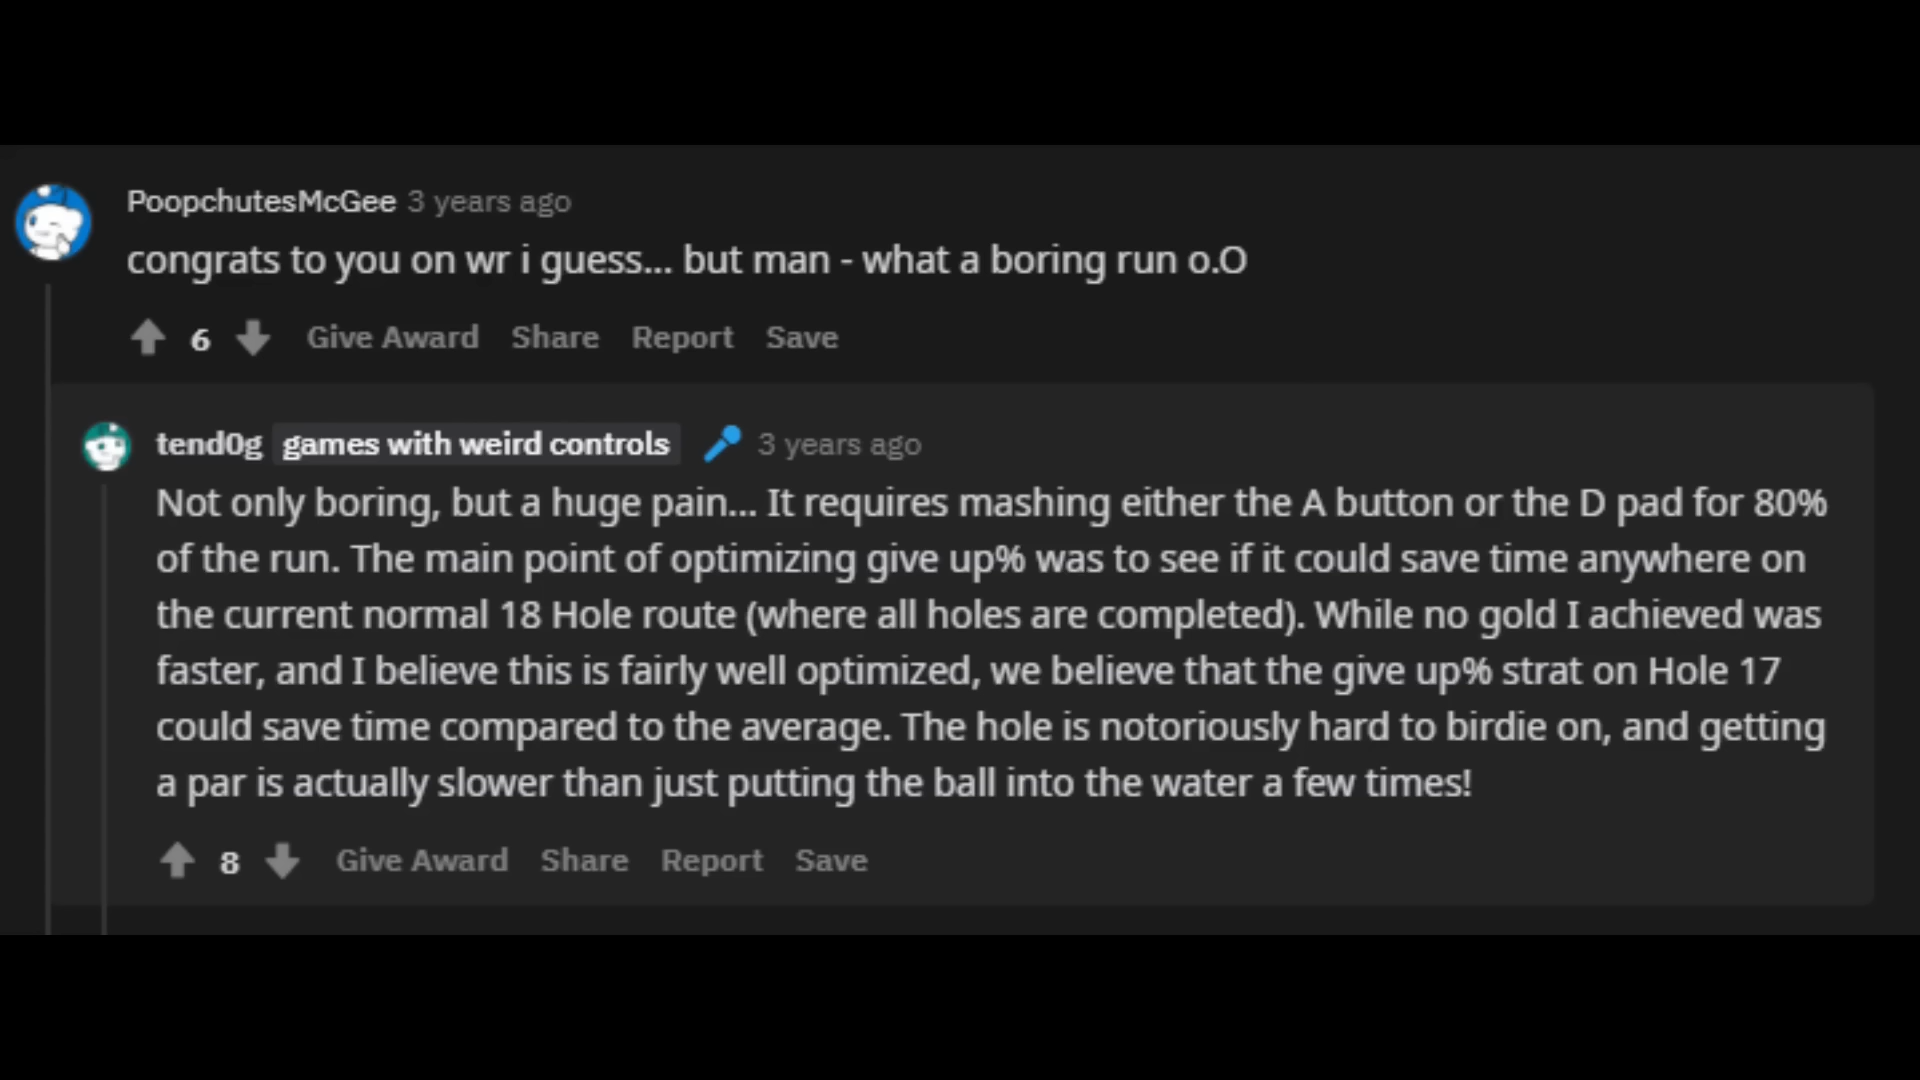 PoopchutesMcGee 3 years ago
congrats to you on wr i guess... but man - what a boring run o.O
6 Give Award Share Report Save
tend0g games with weird controls 3 years ago
Not only boring, but a huge pain... It requires mashing either the A button or the D pad for 80%
of the run. The main point of optimizing give up% was to see if it could save time anywhere on
the current normal 18 Hole route (where all holes are completed). While no gold I achieved was
faster, and I believe this is fairly well optimized, we believe that the give up% strat on Hole 17
could save time compared to the average. The hole is notoriously hard to birdie on, and getting
a par is actually slower than just putting the ball into the water a few times!
8 Give Award Share Report Save